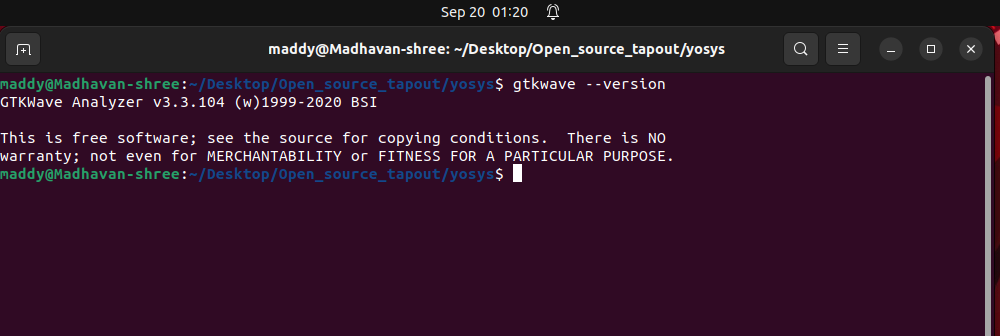 Sep 20  01:20
maddy@Madhavan-shree: ~/Desktop/Open_source_tapout/yosys
maddy@Madhavan-shree:~/Desktop/Open_source_tapout/yosys$ gtkwave --version
GTKWave Analyzer v3.3.104 (w)1999-2020 BSI
This is free software; see the source for copying conditions.  There is NO
warranty; not even for MERCHANTABILITY or FITNESS FOR A PARTICULAR PURPOSE.
maddy@Madhavan-shree:~/Desktop/Open_source_tapout/yosys$